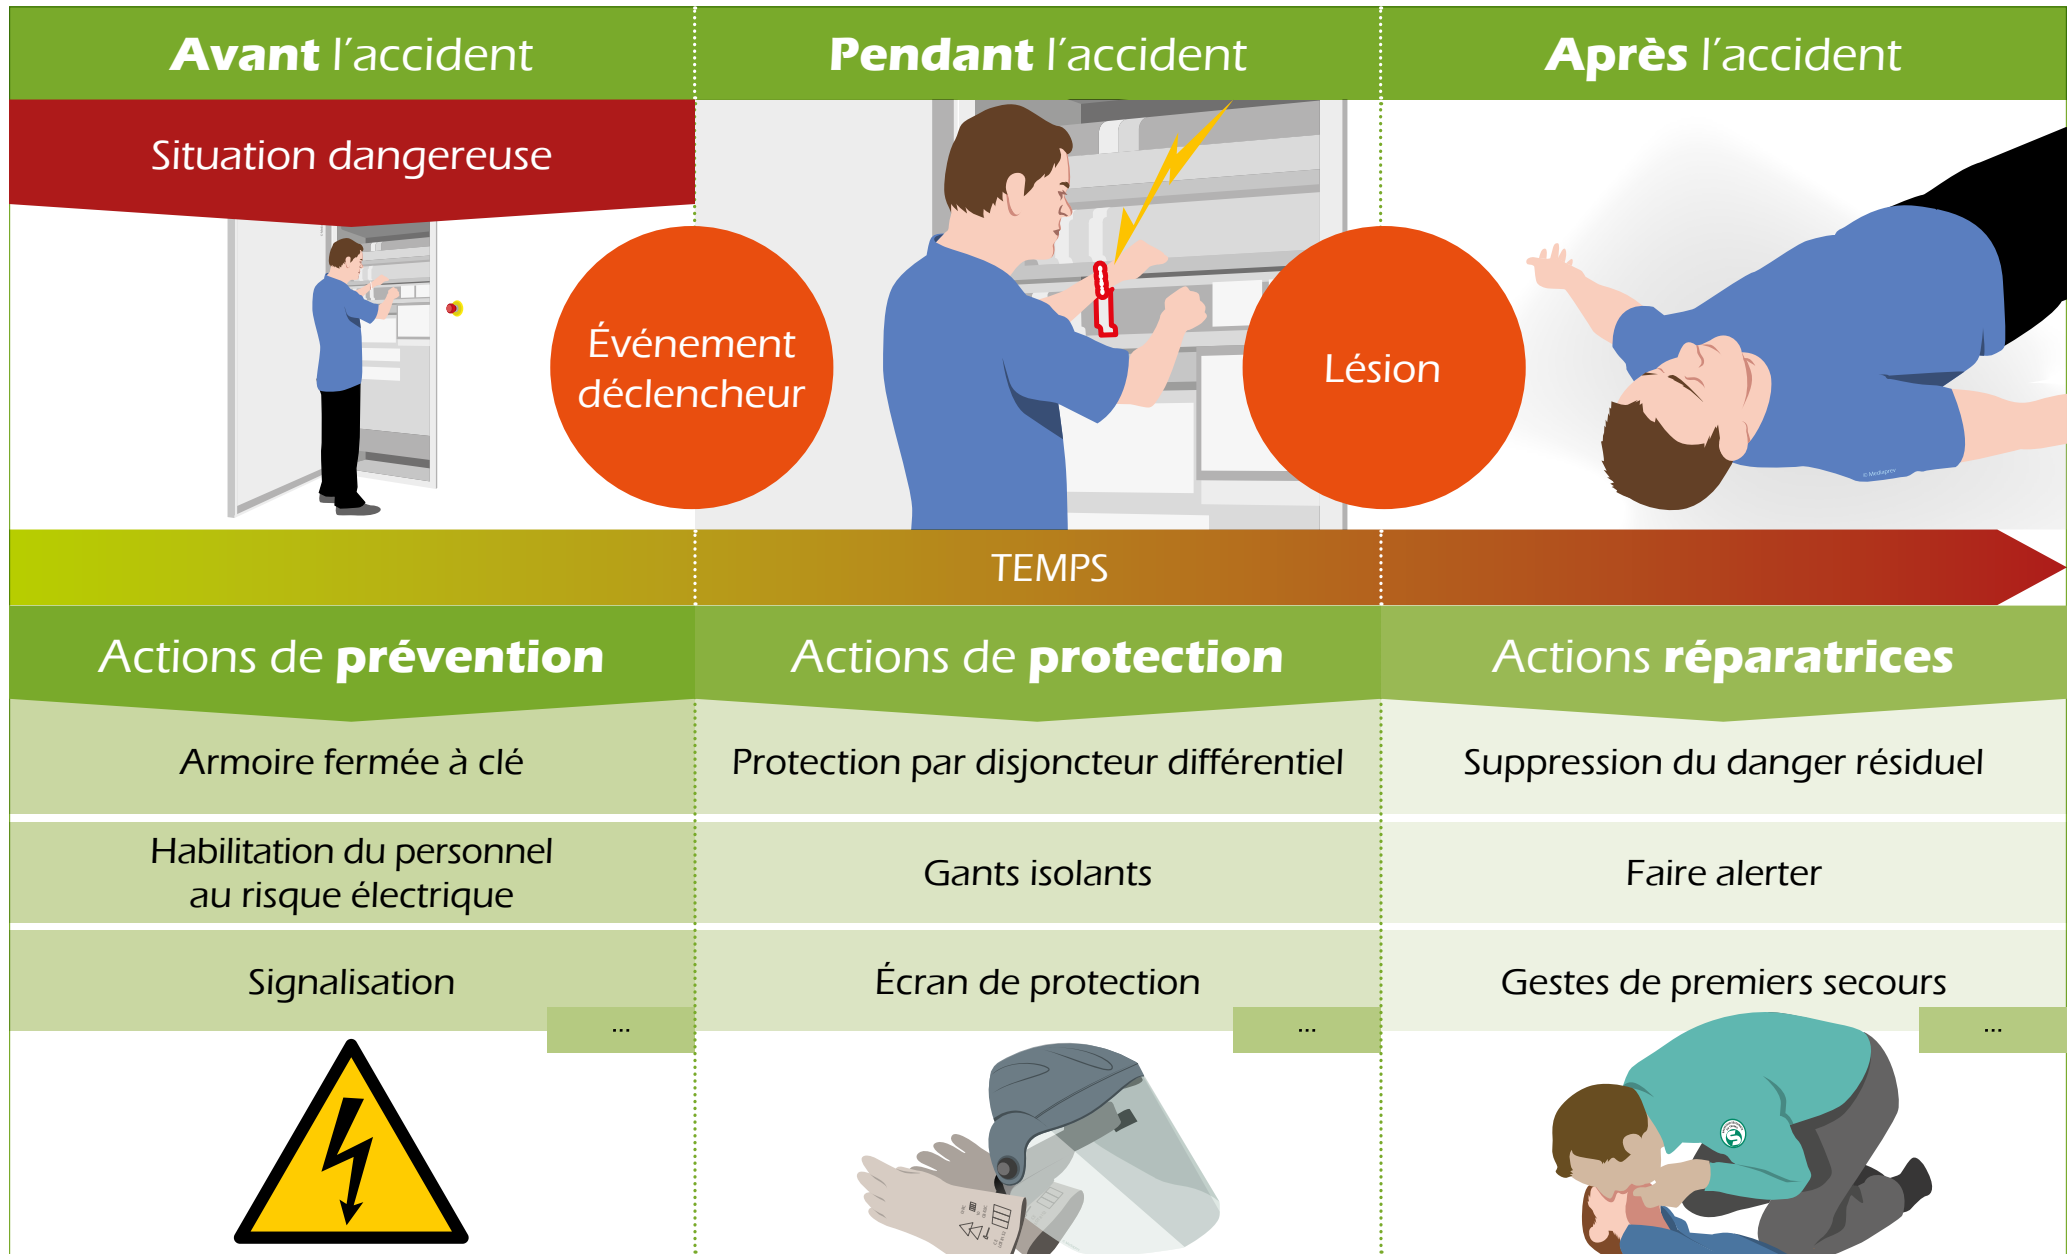 Avant l'accident
Pendant l'accident
Après l'accident
Situation dangereuse
Événement
déclencheur
Lésion
© Mediaprev
TEMPS
Actions de prévention
Actions de protection
Actions réparatrices
Armoire fermée à clé
Protection par disjoncteur différentiel
Suppression du danger résiduel
Habilitation du personnel
au risque électrique
Gants isolants
Faire alerter
Signalisation
Écran de protection
Gestes de premiers secours
...
...
...